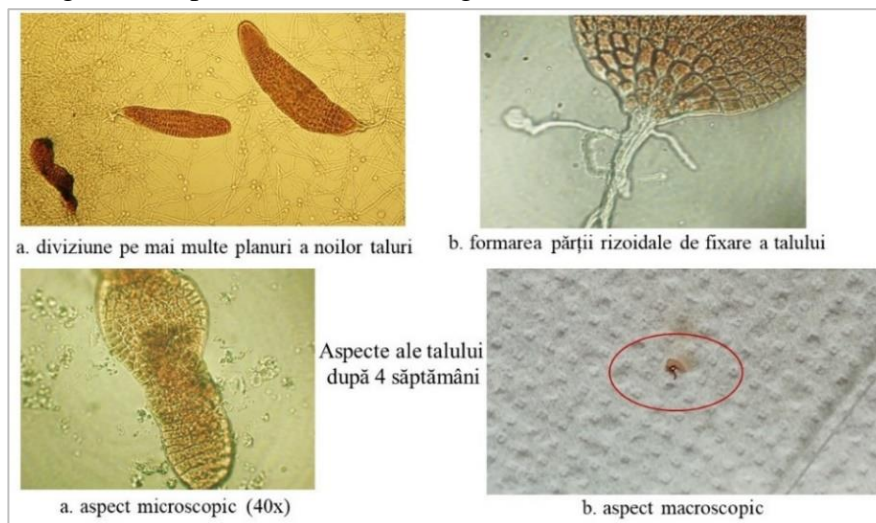 a. diviziune pe mai multe planuri a noilor taluri
b. formarea părții rizoidale de fixare a talului
Aspecte ale talului
după 4 săptămâni
a. aspect microscopic (40x)
b. aspect macroscopic